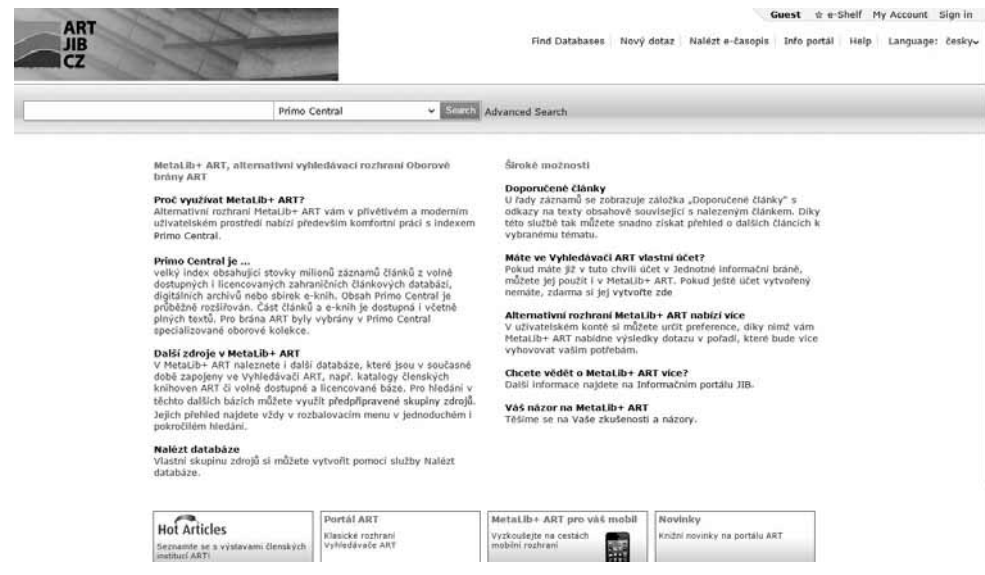 Guest ☆ e-Shelf My Account Sign in
ART
JIB
CZ
Find Databases Nový dotaz Nalézt e-časopis Info portál Help Language: česky
Primo Central Search Advanced Search
MetaLib+ ART, alternativní vyhledávací rozhraní Oborové
brány ART
Proč využívat MetaLib+ ART?
Alternativní rozhraní MetaLib+ ART vám v přívětivém a moderním
uživatelském prostředí nabízí především komfortní práci s indexem
Primo Central.
Primo Central je ...
velký index obsahující stovky milionů záznamů článků z volně
dostupných i licencovaných zahraničních článkových databází,
digitálních archivů nebo sbírek e-knih. Obsah Primo Central je
průběžně rozšiřován. Část článků a e-knih je dostupná i včetně
plných textů. Pro brána ART byly vybrány v Primo Central
specializované oborové kolekce.
Další zdroje v MetaLib+ ART
V MetaLib+ ART naleznete i další databáze, které jsou v současné
době zapojeny ve Vyhledávači ART, např. katalogy členských
knihoven ART či volně dostupné a licencované báze. Pro hledání v
těchto dalších bázích můžete využít předpřipravené skupiny zdrojů.
Jejich přehled najdete vždy v rozbalovacím menu v jednoduchém i
pokročilém hledání.
Nalézt databáze
Vlastní skupinu zdrojů si můžete vytvořit pomocí služby Nalézt
databáze.
Široké možnosti
Doporučené články
U řady záznamů se zobrazuje záložka „Doporučené články" s
odkazy na texty obsahově související s nalezeným článkem. Díky
této službě tak můžete snadno získat přehled o dalších článcích k
vybranému tématu.
Máte ve Vyhledávači ART vlastní účet?
Pokud máte již v tuto chvíli účet v Jednotné informační bráně,
můžete jej použít i v MetaLib+ ART. Pokud ještě účet vytvořený
nemáte, zdarma si jej vytvořte zde
Alternativní rozhraní MetaLib+ ART nabízí více
V uživatelském kontě si můžete určit preference, díky nimž vám
MetaLib+ ART nabídne výsledky dotazu v pořadí, které bude více
vyhovovat vašim potřebám.
Chcete vědět o MetaLib+ ART více?
Další informace najdete na Informačním portálu JIB.
Váš názor na MetaLib+ ART
Těšíme se na Vaše zkušenosti a názory.
Hot Articles
Seznamte se s výstavami členských
institucí ART!
Portál ART
Klasické rozhraní
Vyhledávače ART
MetaLib+ ART pro váš mobil
Vyzkoušejte na cestách
mobilní rozhraní
Novinky
Knižní novinky na portálu ART